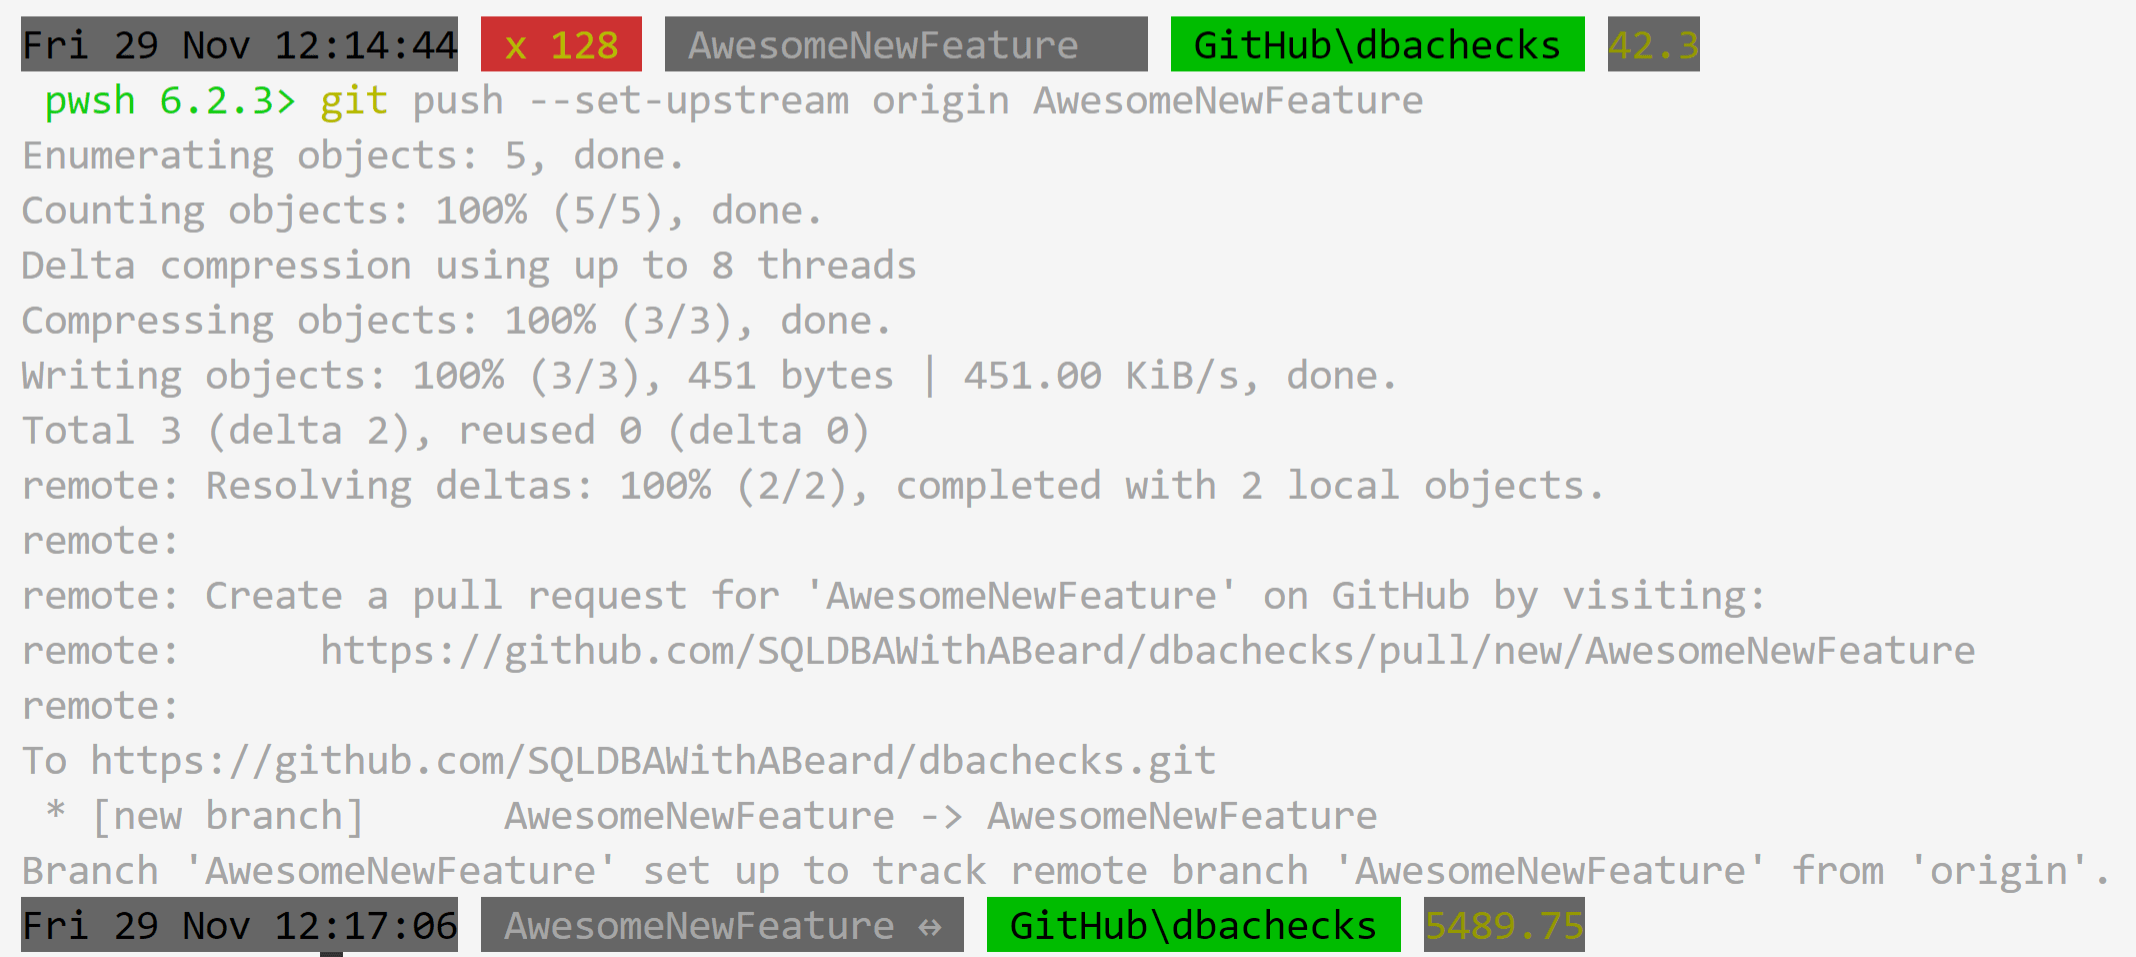 Fri 29 Nov 12:14:44 x 128 AwesomeNewFeature GitHub\dbachecks 42.3
pwsh 6.2.3> git push --set-upstream origin AwesomeNewFeature
Enumerating objects: 5, done.
Counting objects: 100% (5/5), done.
Delta compression using up to 8 threads
Compressing objects: 100% (3/3), done.
Writing objects: 100% (3/3), 451 bytes | 451.00 KiB/s, done.
Total 3 (delta 2), reused 0 (delta 0)
remote: Resolving deltas: 100% (2/2), completed with 2 local objects.
remote:
remote: Create a pull request for 'AwesomeNewFeature' on GitHub by visiting:
remote:      https://github.com/SQLDBAWithABeard/dbachecks/pull/new/AwesomeNewFeature
remote:
To https://github.com/SQLDBAWithABeard/dbachecks.git
 * [new branch]      AwesomeNewFeature -> AwesomeNewFeature
Branch 'AwesomeNewFeature' set up to track remote branch 'AwesomeNewFeature' from 'origin'.
Fri 29 Nov 12:17:06 AwesomeNewFeature ↔ GitHub\dbachecks 5489.75